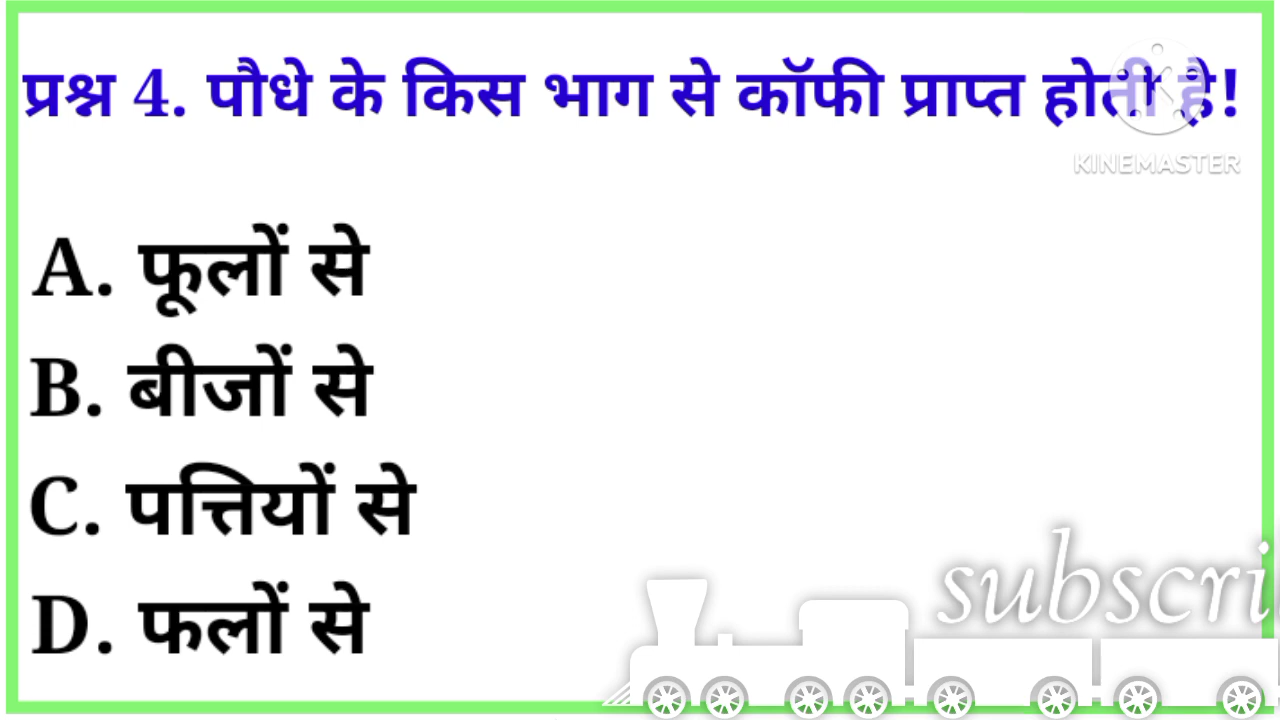 प्रश्न 4. पौधे के किस भाग से कॉफी प्राप्त होती है!
KINEMASTER
A. फूलों से
B. बीजों से
C. पत्तियों से
D. फलों से
subscri